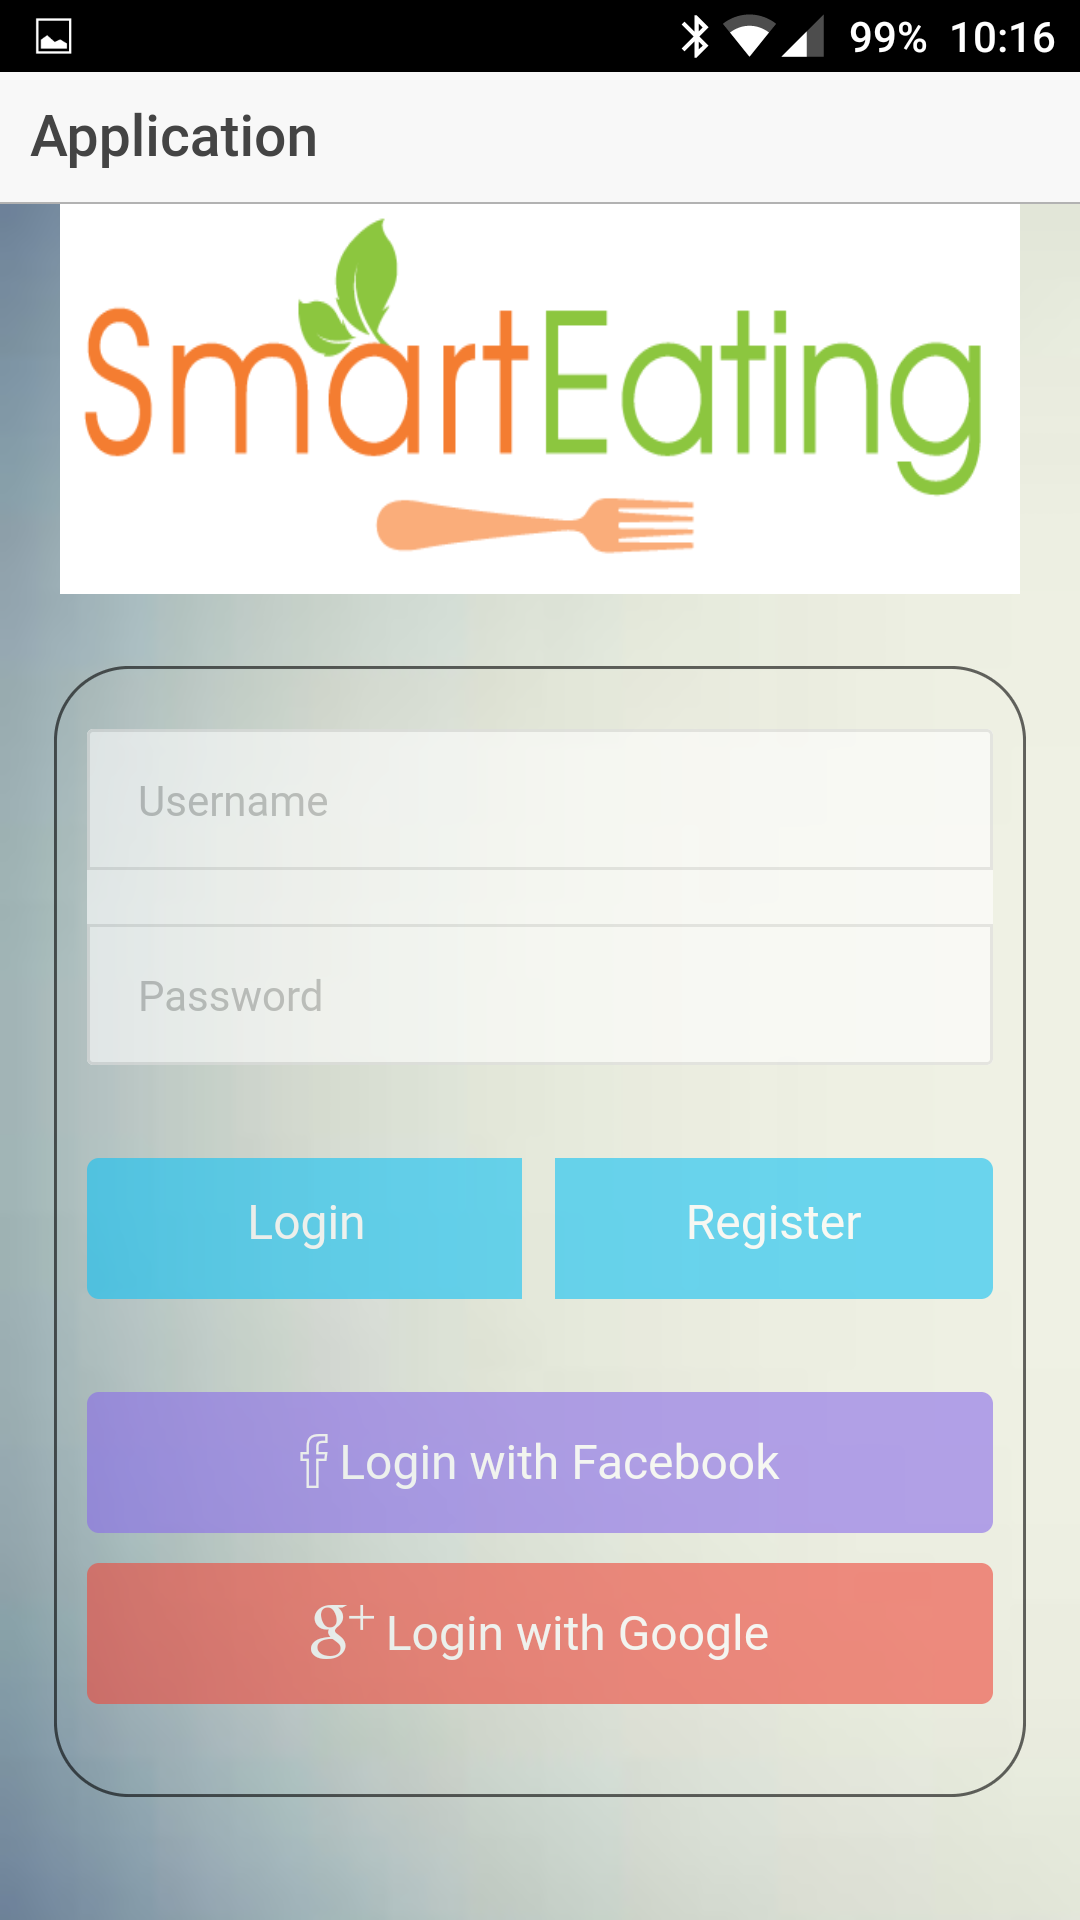 99% 10:16
Application
SmartEating
Username
Password
Login
Register
f Login with Facebook
g+ Login with Google